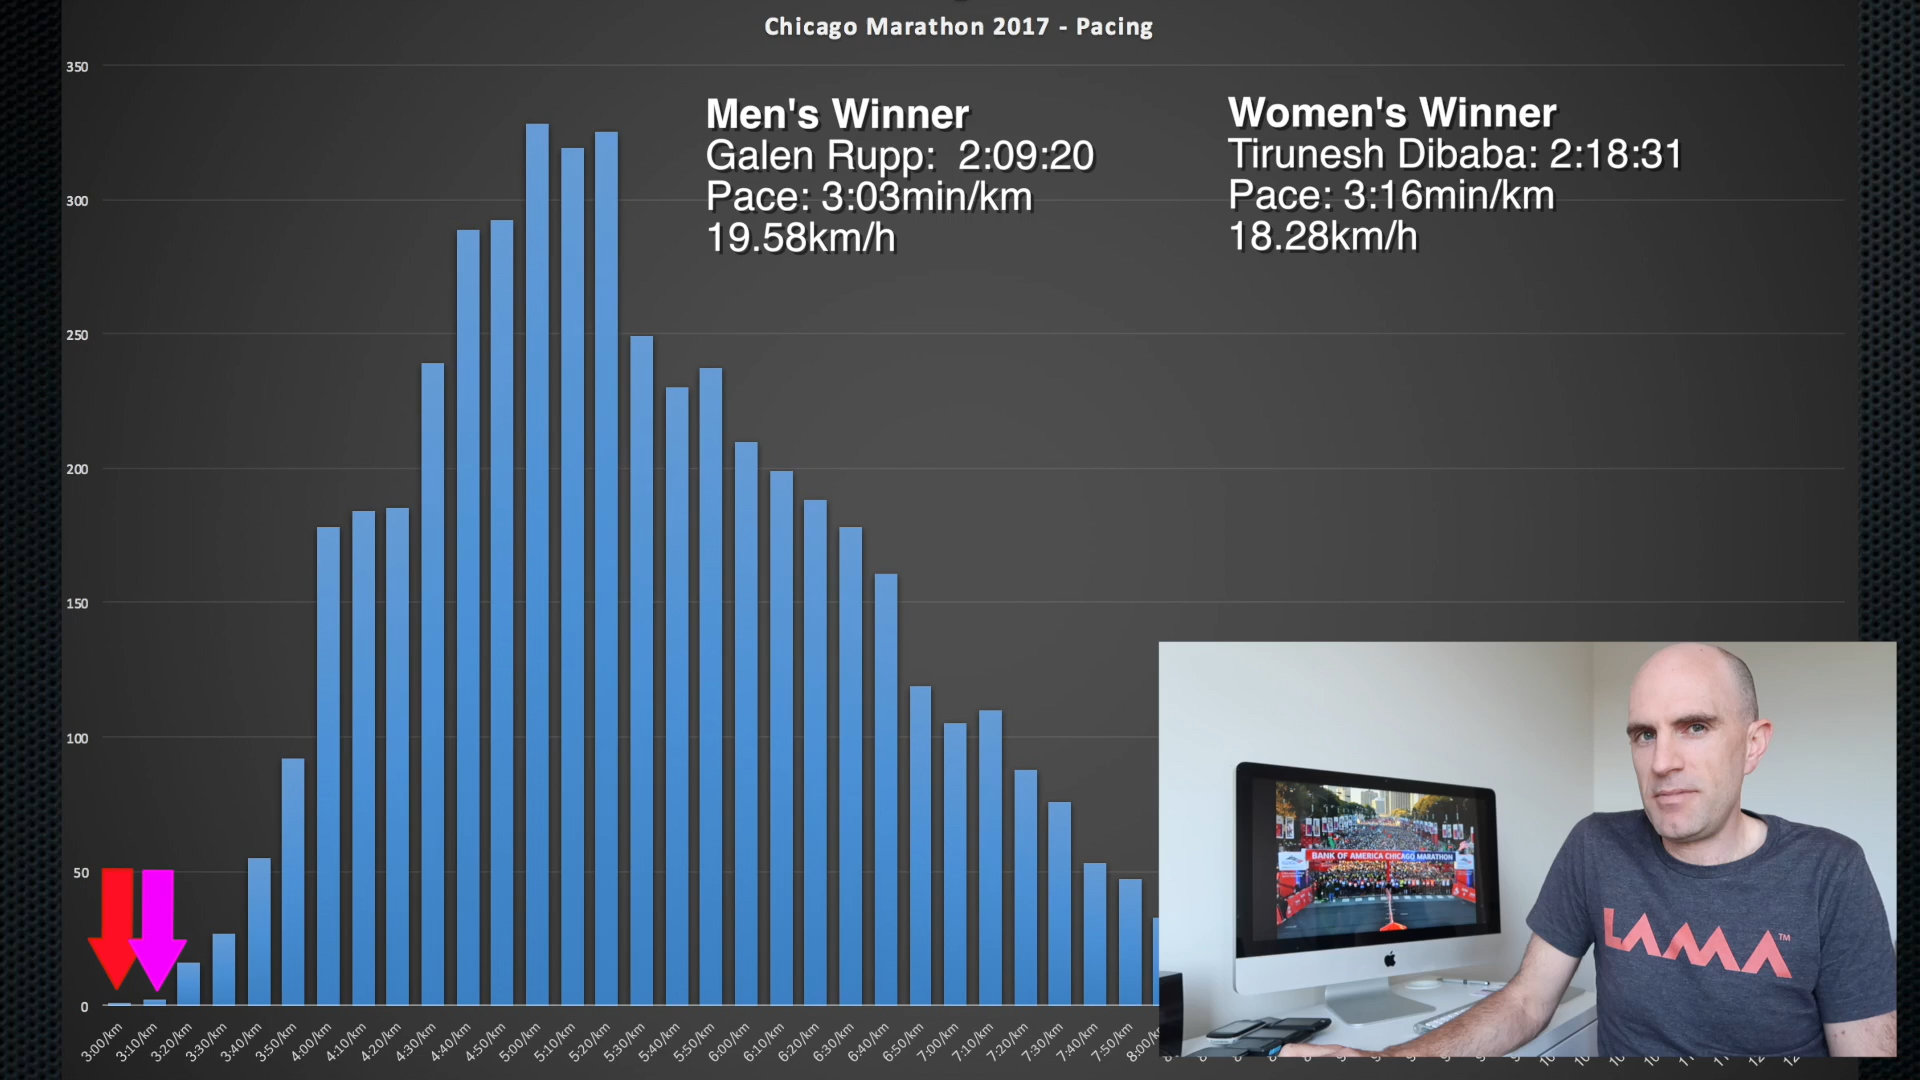 Chicago Marathon 2017 - Pacing
350
300
250
200
150
100
50
0
Men's Winner
Galen Rupp: 2:09:20
Pace: 3:03min/km
19.58km/h
Women's Winner
Tirunesh Dibaba: 2:18:31
Pace: 3:16min/km
18.28km/h
BANK OF AMERICA CHICAGO MARATHON
LAMA™
3:00/km
3:10/km
3:20/km
3:30/km
3:40/km
3:50/km
4:00/km
4:10/km
4:20/km
4:30/km
4:40/km
4:50/km
5:00/km
5:10/km
5:20/km
5:30/km
5:40/km
5:50/km
6:00/km
6:10/km
6:20/km
6:30/km
6:40/km
6:50/km
7:00/km
7:10/km
7:20/km
7:30/km
7:40/km
7:50/km